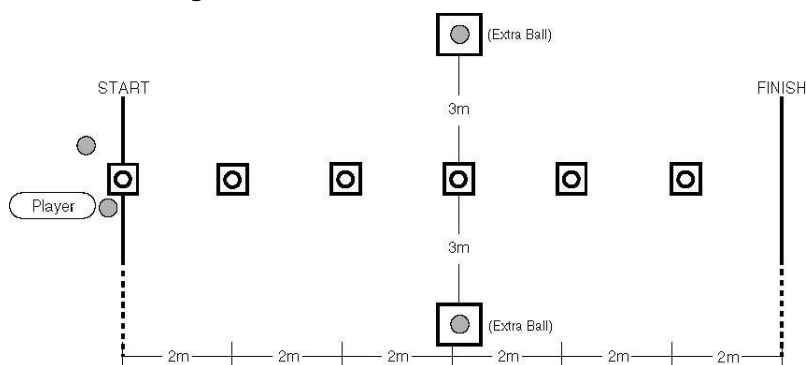 (Extra Ball)
START
FINISH
3m
Player
3m
(Extra Ball)
2m 2m 2m 2m 2m 2m